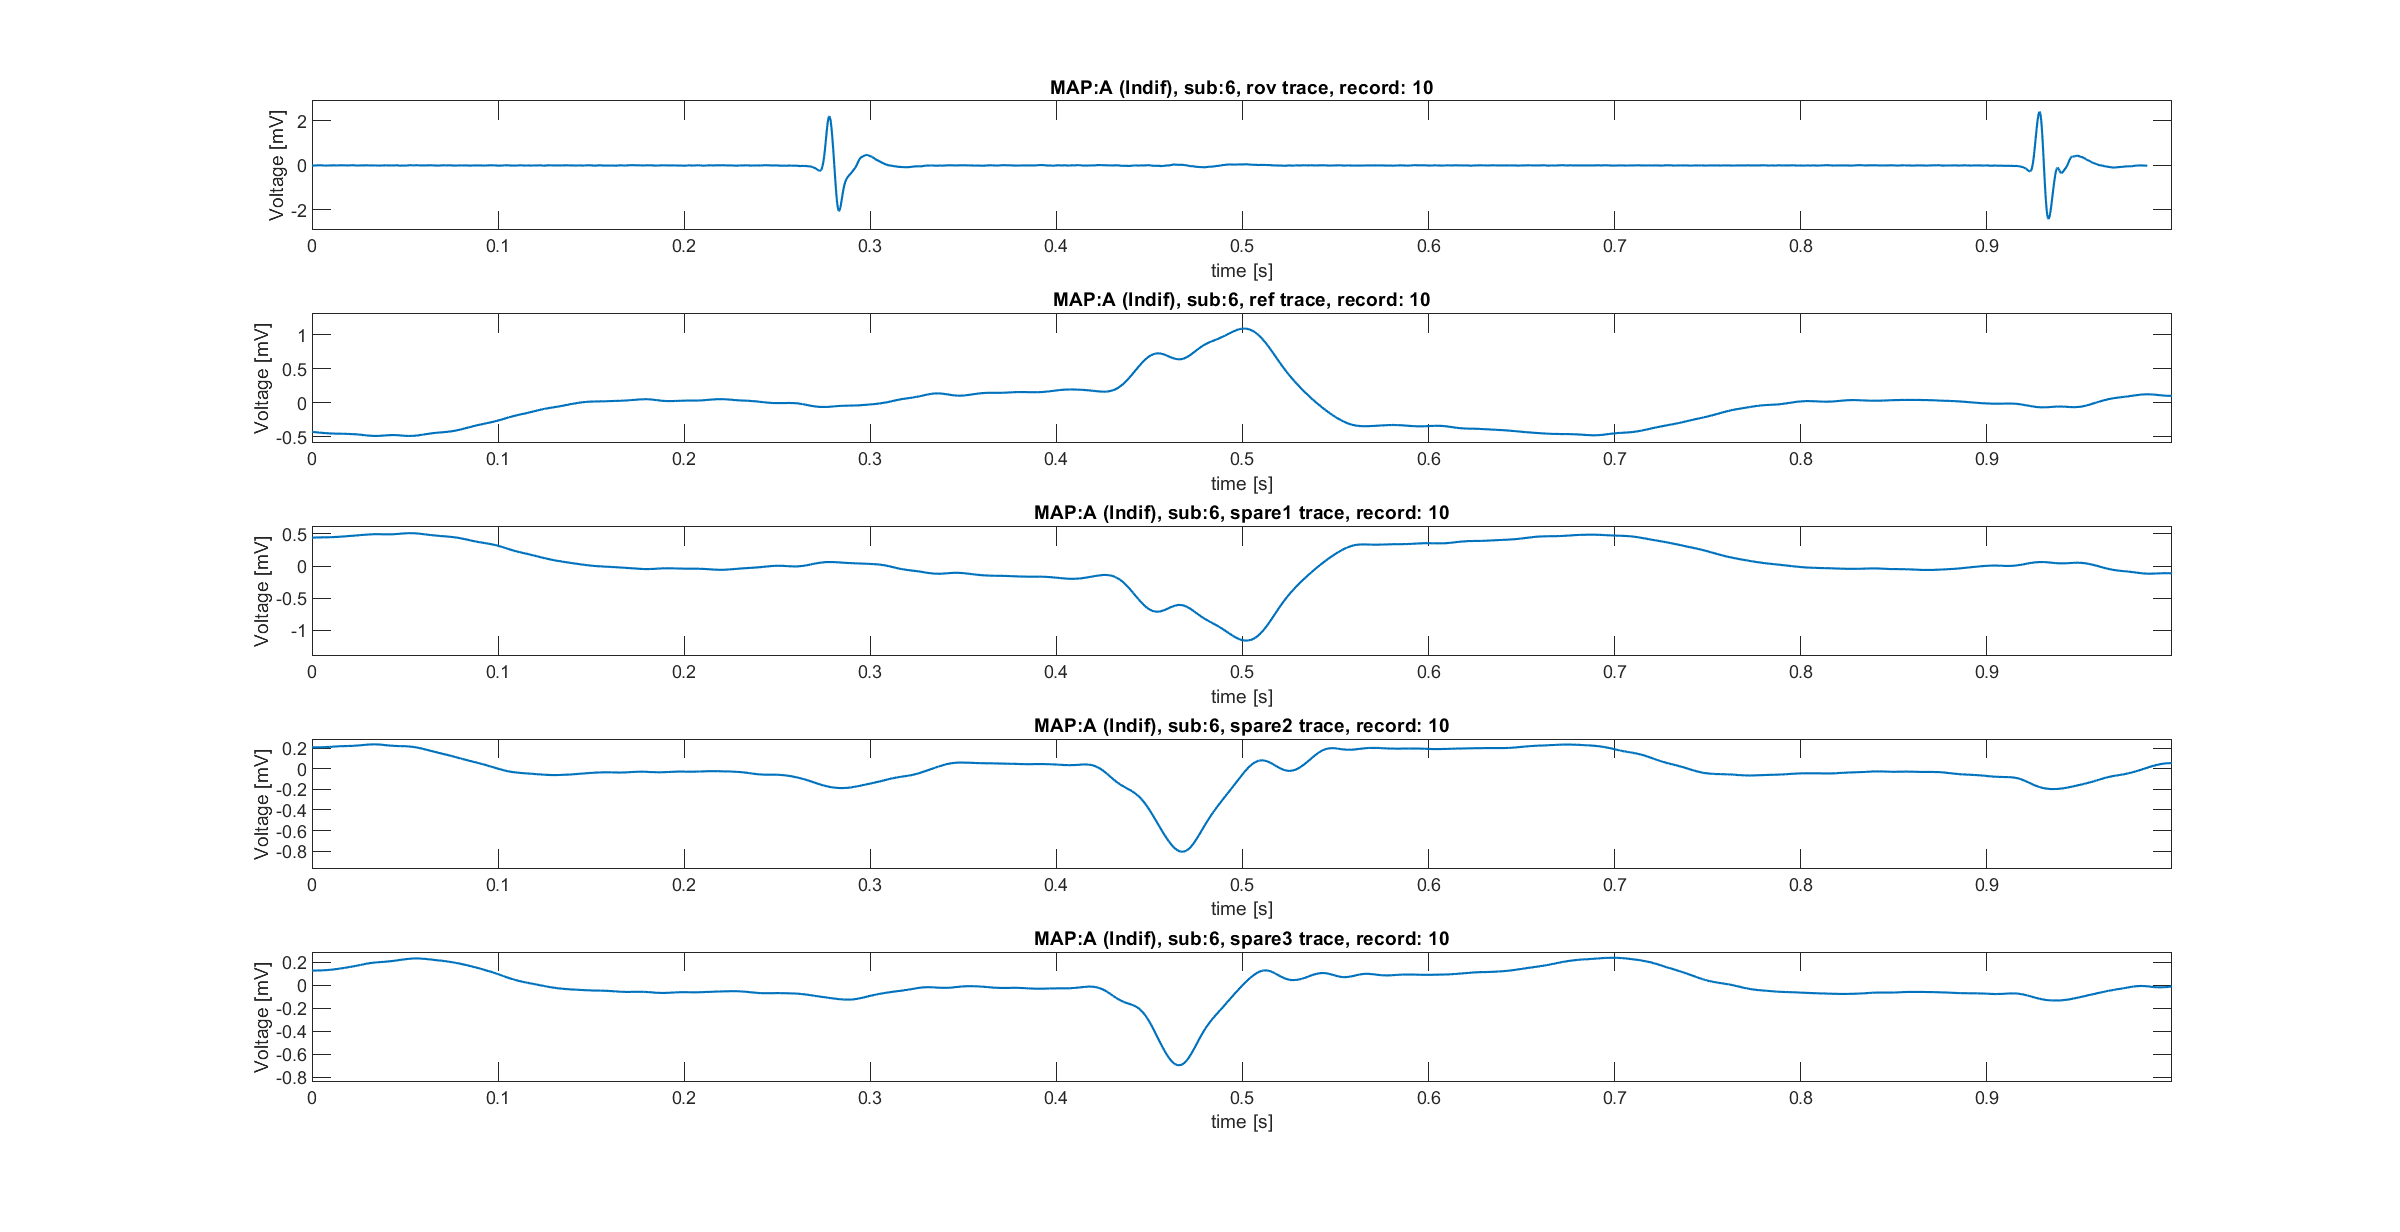 MAP:A (Indif), sub:6, rov trace, record: 10
Voltage [mV]
2
0
-2
0 0.1 0.2 0.3 0.4 0.5 0.6 0.7 0.8 0.9
time [s]
MAP:A (Indif), sub:6, ref trace, record: 10
Voltage [mV]
1
0.5
0
-0.5
0 0.1 0.2 0.3 0.4 0.5 0.6 0.7 0.8 0.9
time [s]
MAP:A (Indif), sub:6, spare1 trace, record: 10
Voltage [mV]
0.5
0
-0.5
-1
0 0.1 0.2 0.3 0.4 0.5 0.6 0.7 0.8 0.9
time [s]
MAP:A (Indif), sub:6, spare2 trace, record: 10
Voltage [mV]
0.2
0
-0.2
-0.4
-0.6
-0.8
0 0.1 0.2 0.3 0.4 0.5 0.6 0.7 0.8 0.9
time [s]
MAP:A (Indif), sub:6, spare3 trace, record: 10
Voltage [mV]
0.2
0
-0.2
-0.4
-0.6
-0.8
0 0.1 0.2 0.3 0.4 0.5 0.6 0.7 0.8 0.9
time [s]